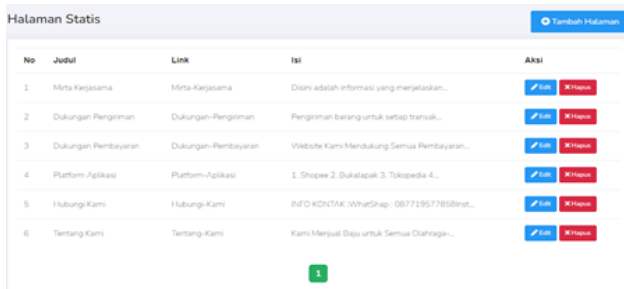 Halaman Statis
Tambah Halaman
No Judul Link Isi Aksi
1 Mirta Kerjasama Mirta-Kerjasama Disini adalah informasi yang menjelaskan... Edit Hapus
2 Dukungan Pengiriman Dukungan-Pengiriman Pengiriman barang untuk setiap transak... Edit Hapus
3 Dukungan Pembayaran Dukungan-Pembayaran Website Kami Mendukung Semua Pembayaran... Edit Hapus
4 Platform Aplikasi Platform-Aplikasi 1. Shopee 2. Bukalapak 3. Tokopedia 4... Edit Hapus
5 Hubungi Kami Hubungi-Kami INFO KONTAK :WhatShap : 087719577858Inst... Edit Hapus
6 Tentang Kami Tentang-Kami Kami Menjual Baju untuk Semua Olahraga-... Edit Hapus
1